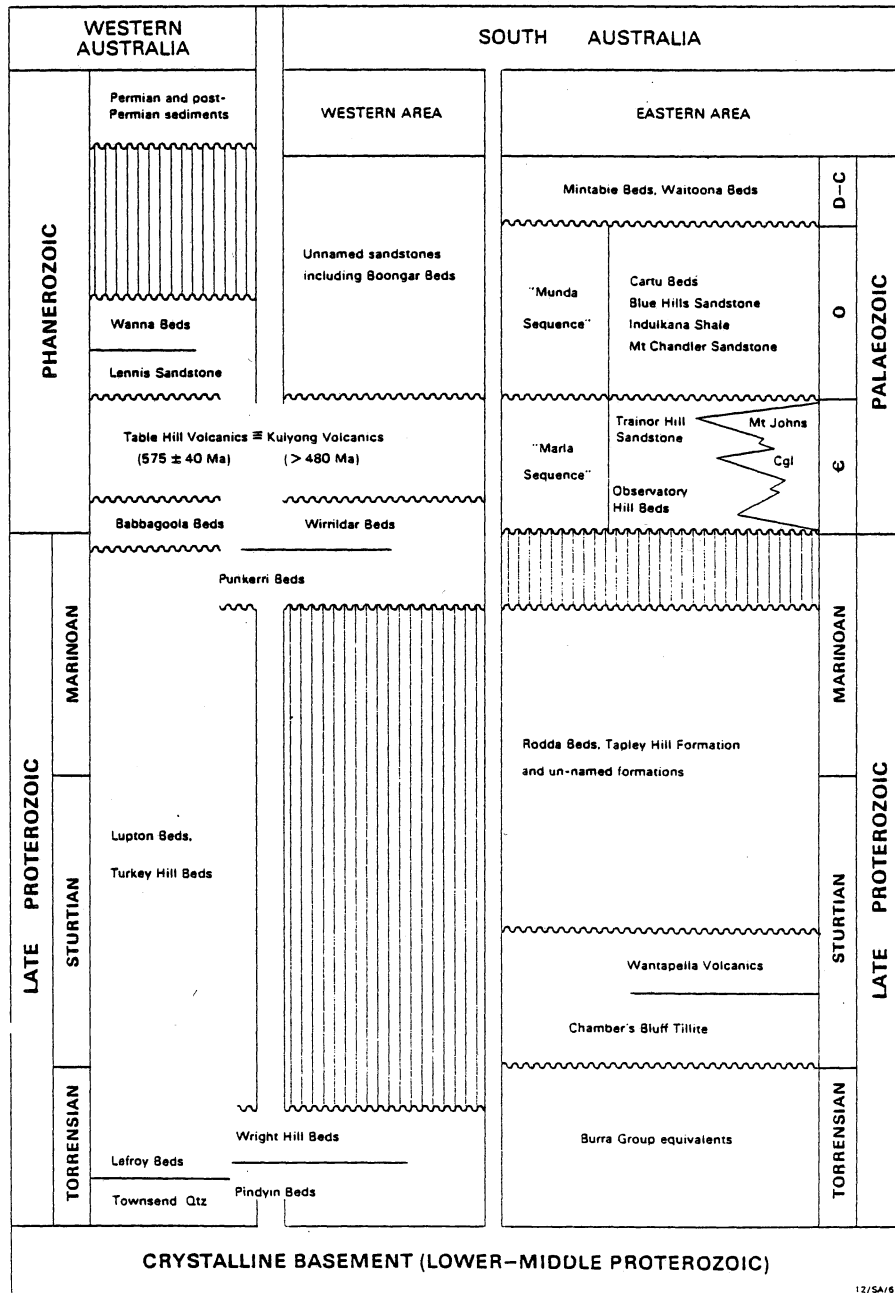 WESTERN
AUSTRALIA
SOUTH AUSTRALIA
Permian and post-
Permian sediments
WESTERN AREA
EASTERN AREA
PHANEROZOIC
Mintabie Beds, Waitoona Beds
D–C
PALAEOZOIC
Unnamed sandstones
including Boongar Beds
"Munda
Sequence"
Cartu Beds
Blue Hills Sandstone
Indulkana Shale
Mt Chandler Sandstone
O
Wanna Beds
Lennis Sandstone
Table Hill Volcanics ≡ Kulyong Volcanics
(575 ± 40 Ma) (> 480 Ma)
"Marla
Sequence"
Trainor Hill
Sandstone
Mt Johns
Cgl
Observatory
Hill Beds
Є
Babbagoola Beds
Wirrildar Beds
Punkerri Beds
LATE PROTEROZOIC
MARINOAN
STURTIAN
TORRENSIAN
Rodda Beds, Tapley Hill Formation
and un-named formations
Lupton Beds,
Turkey Hill Beds
Wantapella Volcanics
Chamber's Bluff Tillite
Wright Hill Beds
Burra Group equivalents
Lefroy Beds
Townsend Qtz
Pindyin Beds
MARINOAN
STURTIAN
TORRENSIAN
LATE PROTEROZOIC
CRYSTALLINE BASEMENT (LOWER–MIDDLE PROTEROZOIC)
12/SA/6